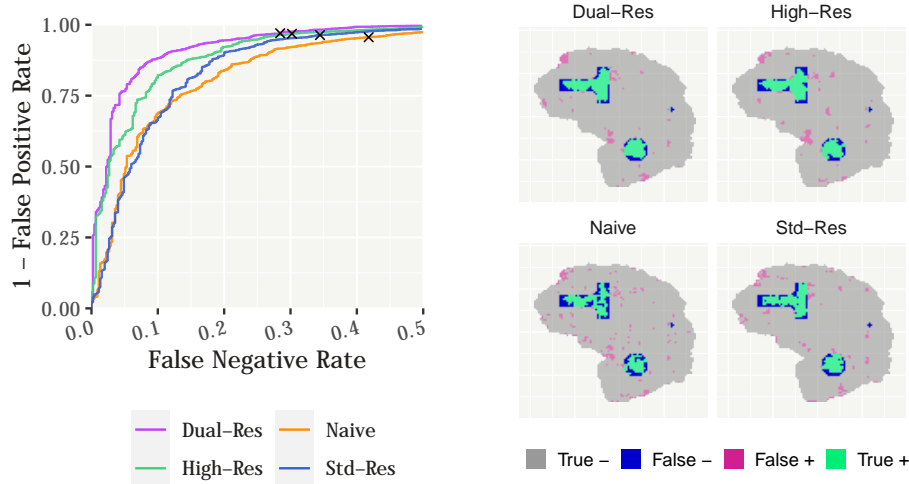 1 − False Positive Rate
1.00
0.75
0.50
0.25
0.00
0.0 0.1 0.2 0.3 0.4 0.5
False Negative Rate
Dual−Res Naive
High−Res Std−Res
Dual−Res High−Res
Naive Std−Res
True − False − False + True +